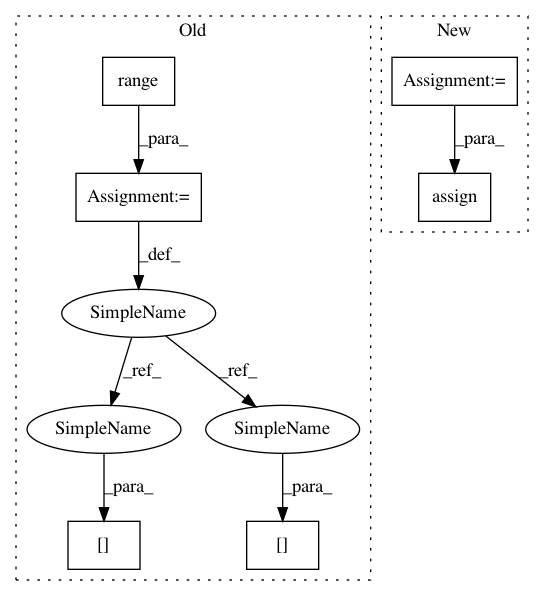 Old
New
range
Assignment:=
_para_
_para_
Assignment:=
assign
_def_
SimpleName
_ref_
_ref_
SimpleName
SimpleName
_para_
_para_
[]
[]